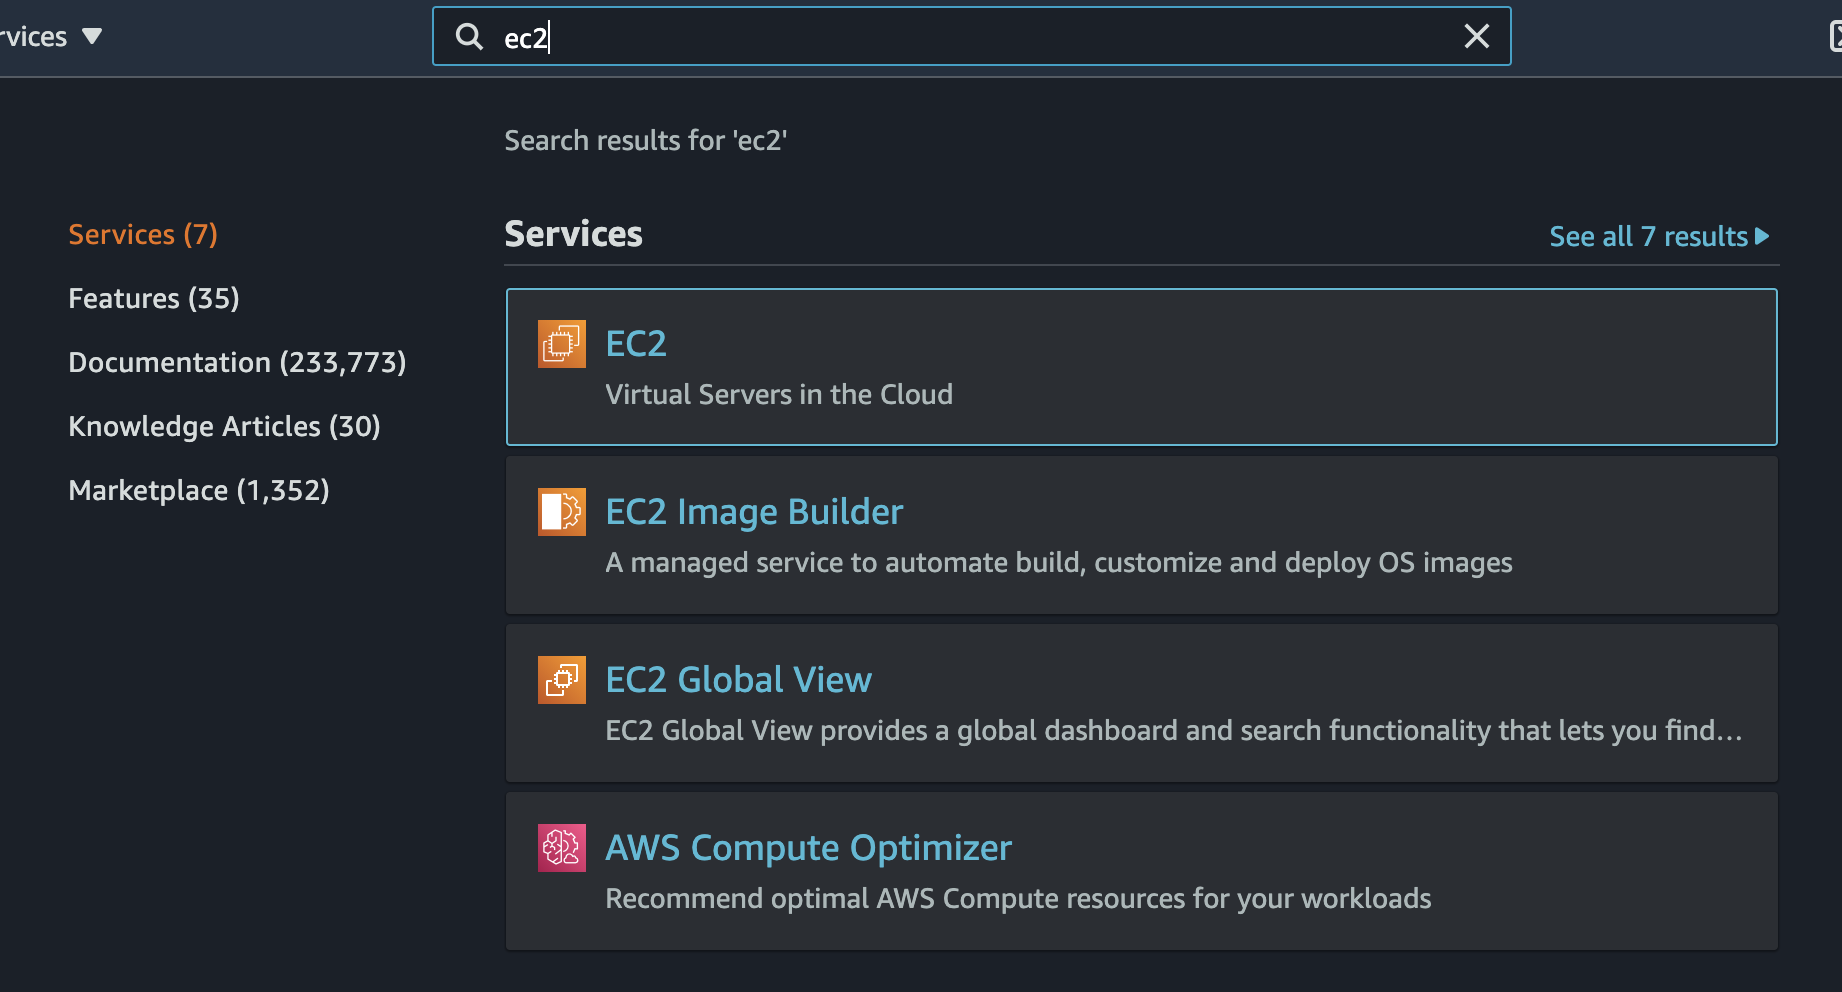 rvices
ec2
Search results for 'ec2'
Services (7)
Features (35)
Documentation (233,773)
Knowledge Articles (30)
Marketplace (1,352)
Services
See all 7 results
EC2
Virtual Servers in the Cloud
EC2 Image Builder
A managed service to automate build, customize and deploy OS images
EC2 Global View
EC2 Global View provides a global dashboard and search functionality that lets you find...
AWS Compute Optimizer
Recommend optimal AWS Compute resources for your workloads